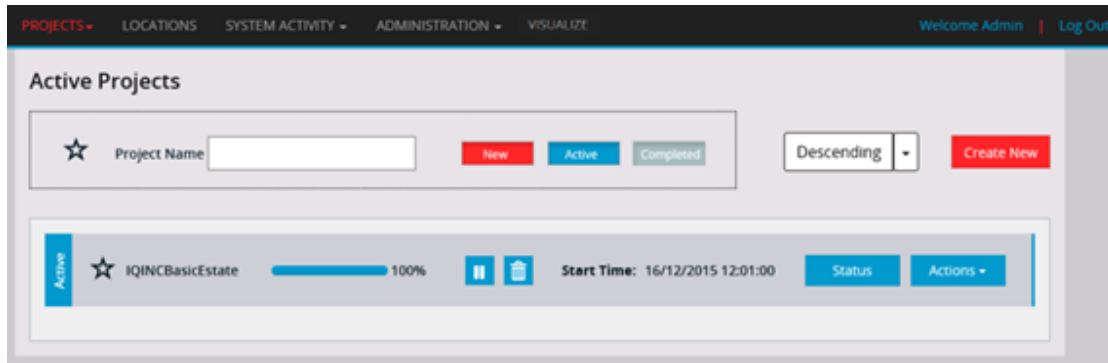 PROJECTS LOCATIONS SYSTEM ACTIVITY ADMINISTRATION VISUALIZE Welcome Admin | Log Out
Active Projects
Project Name New Active Completed Descending Create New
Active IQINCBasicEstate 100% Start Time: 16/12/2015 12:01:00 Status Actions